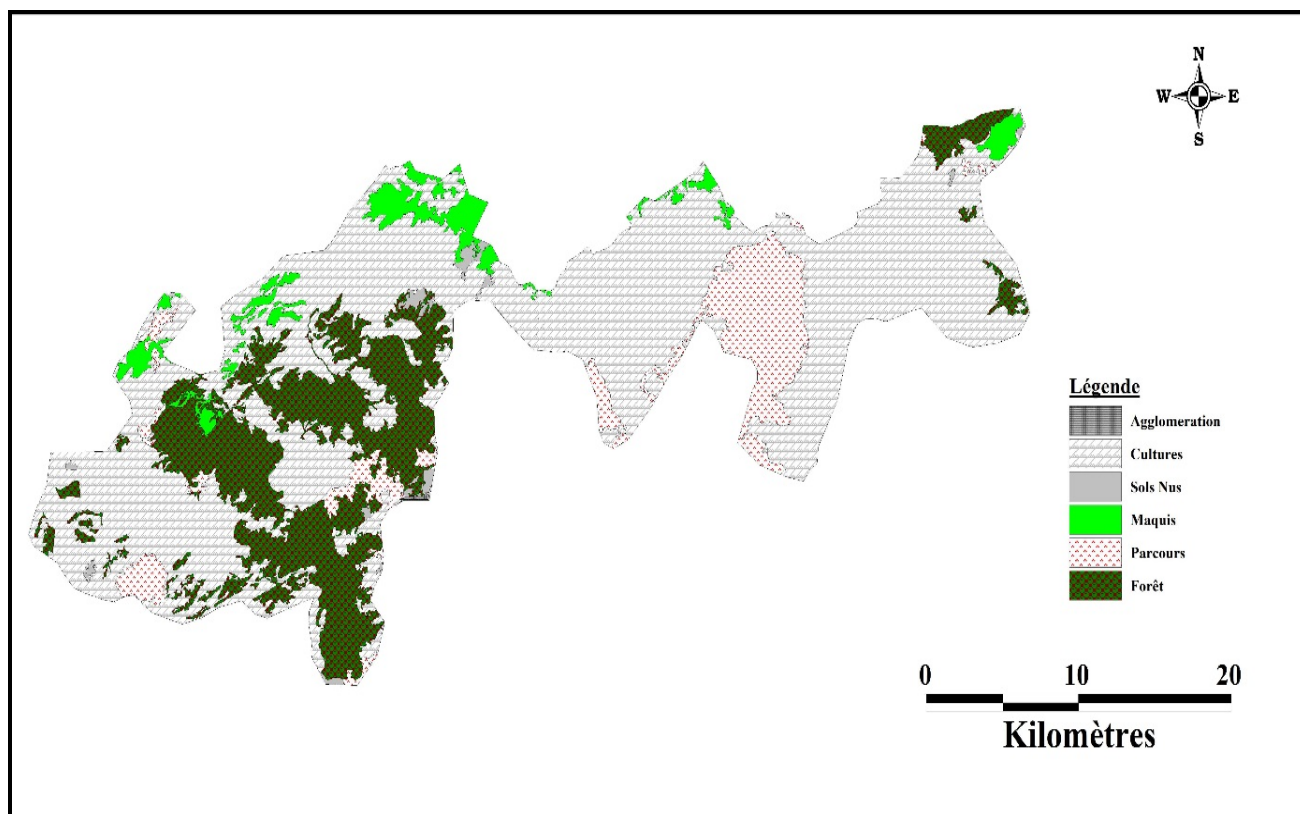 N
W E
S
Légende
Agglomeration
Cultures
Sols Nus
Maquis
Parcours
Forêt
0 10 20
Kilomètres